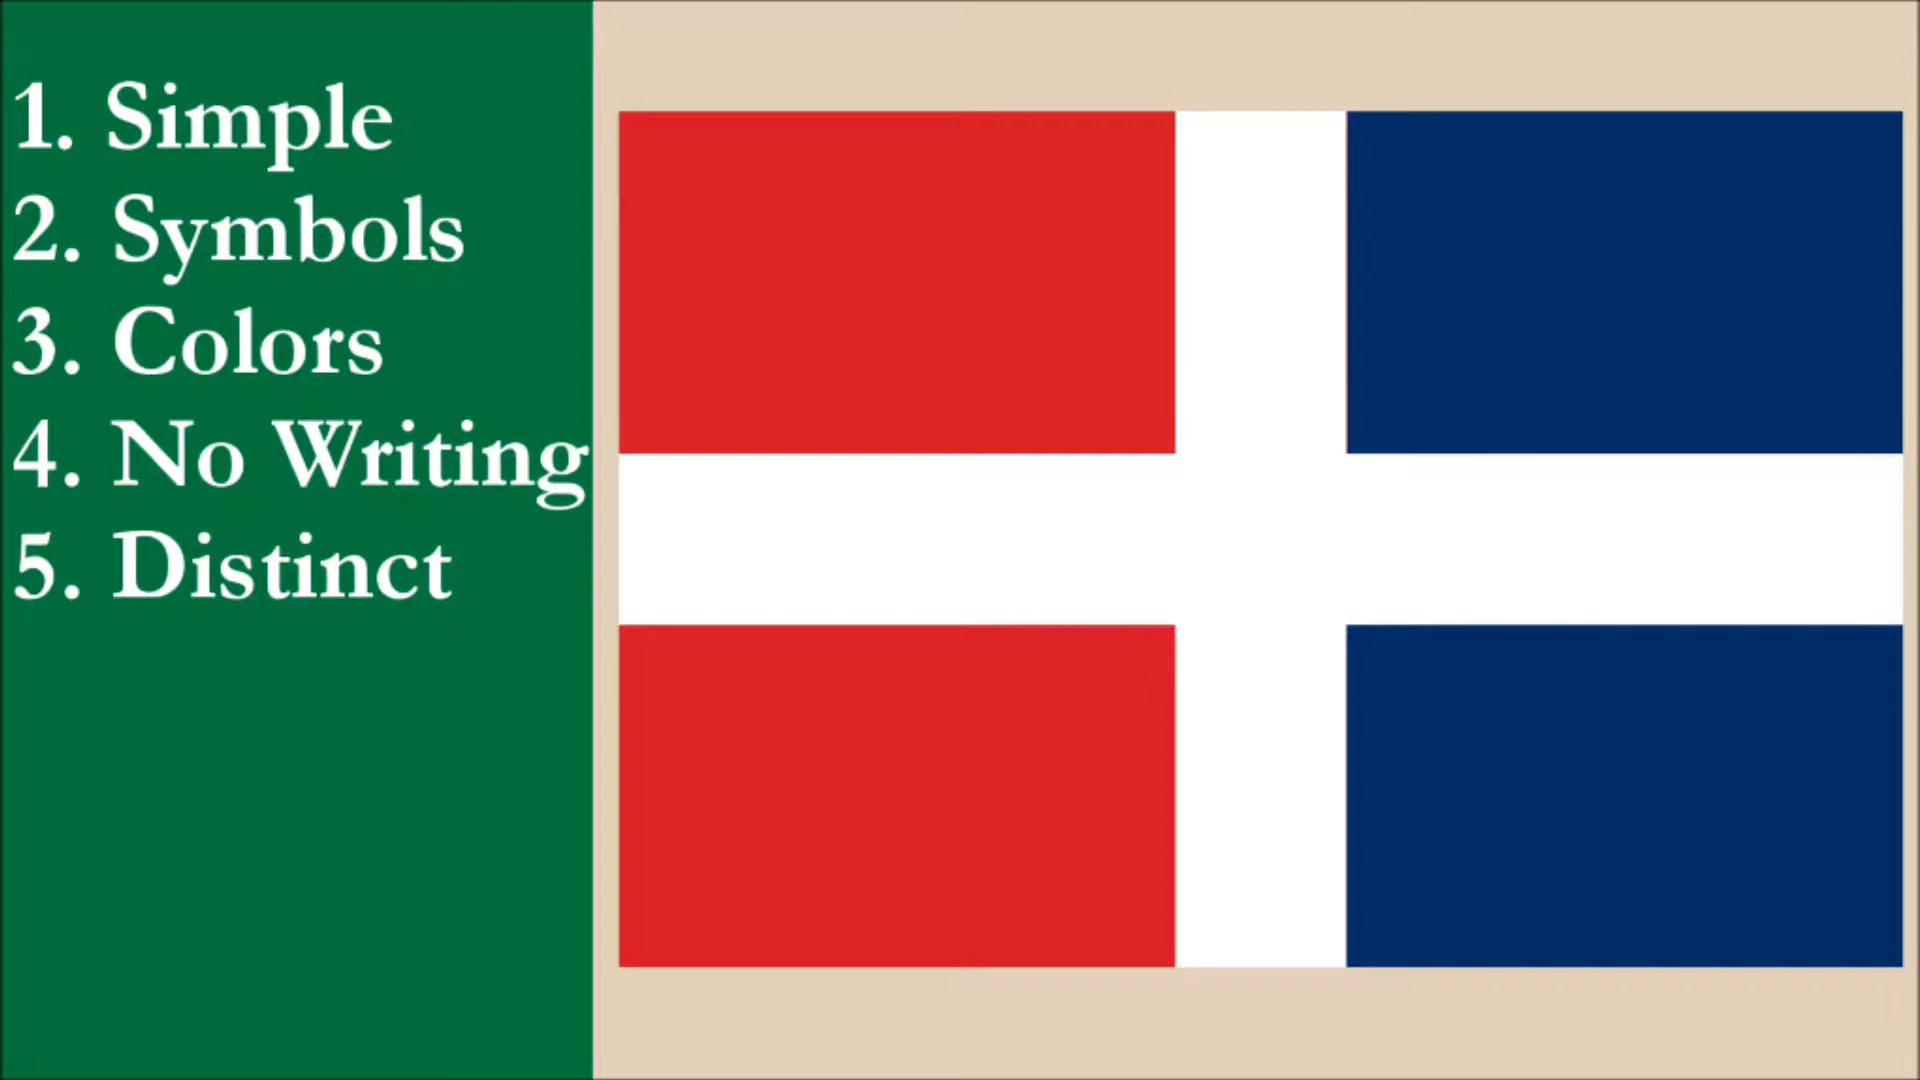 1. Simple
2. Symbols
3. Colors
4. No Writing
5. Distinct